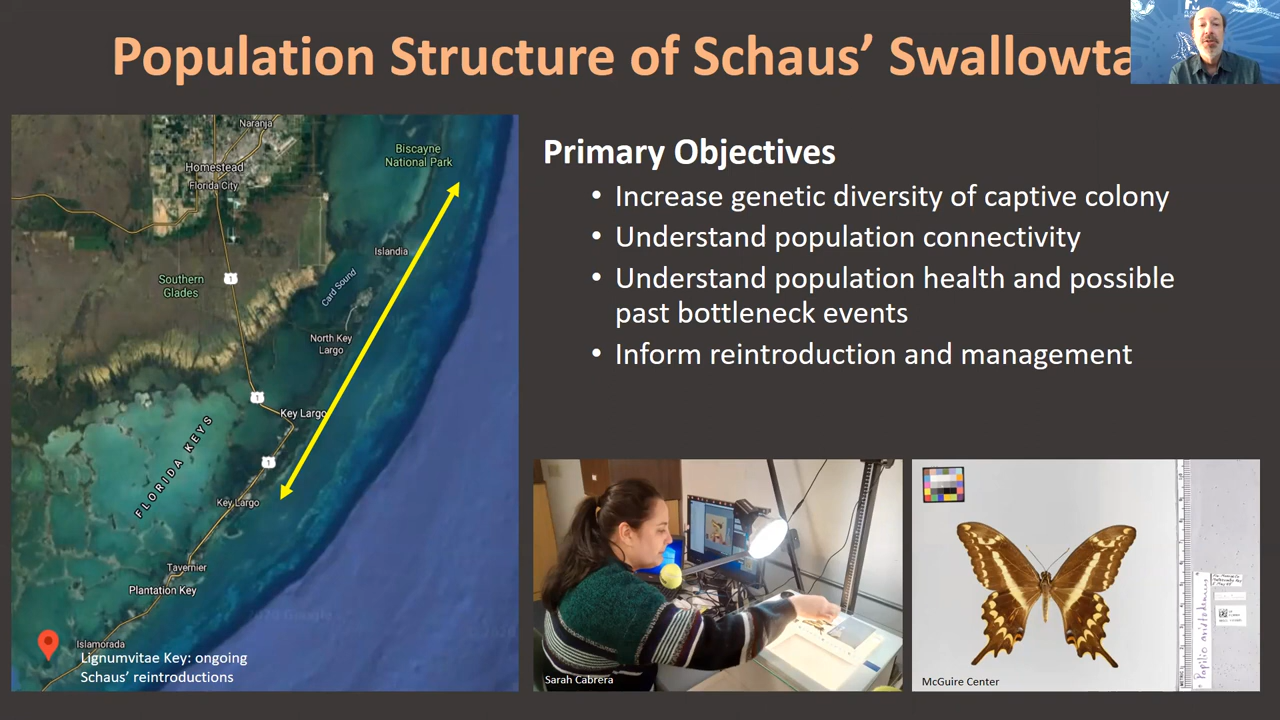 Population Structure of Schaus’ Swallowta
Naranja
Biscayne
National Park
Homestead
Florida City
Islandia
Southern
Glades
1
Card Sound
North Key
Largo
1
Key Largo
FLORIDA KEYS
1
Key Largo
Tavernier
Plantation Key
Islamorada
Lignumvitae Key: ongoing
Schaus’ reintroductions
Primary Objectives
• Increase genetic diversity of captive colony
• Understand population connectivity
• Understand population health and possible
past bottleneck events
• Inform reintroduction and management
Sarah Cabrera
McGuire Center